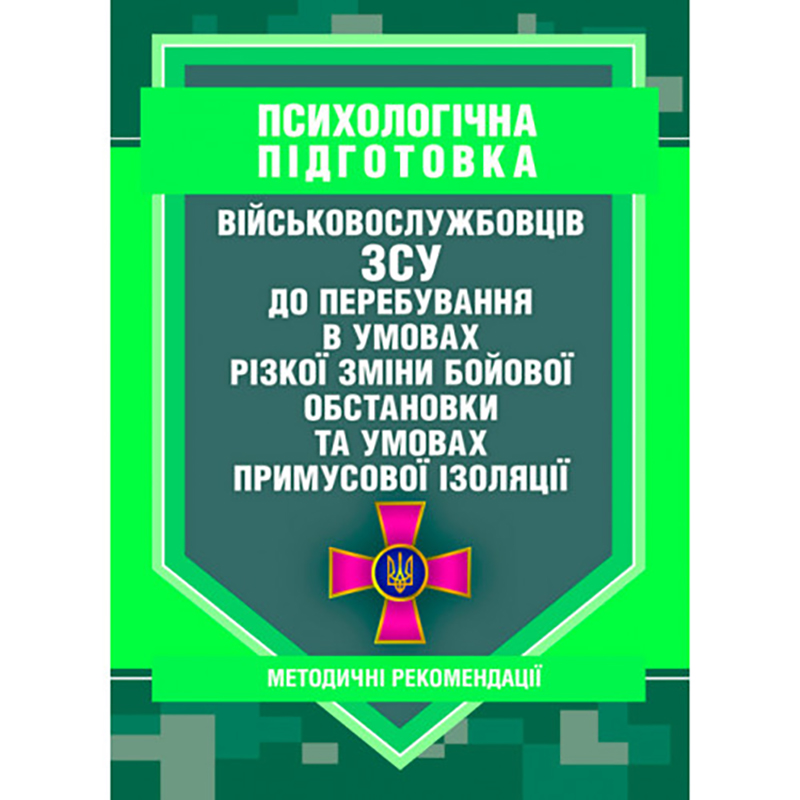 ПСИХОЛОГІЧНА
ПІДГОТОВКА
ВІЙСЬКОВОСЛУЖБОВЦІВ
ЗСУ
ДО ПЕРЕБУВАННЯ
В УМОВАХ
РІЗКОЇ ЗМІНИ БОЙОВОЇ
ОБСТАНОВКИ
ТА УМОВАХ
ПРИМУСОВОЇ ІЗОЛЯЦІЇ
МЕТОДИЧНІ РЕКОМЕНДАЦІЇ